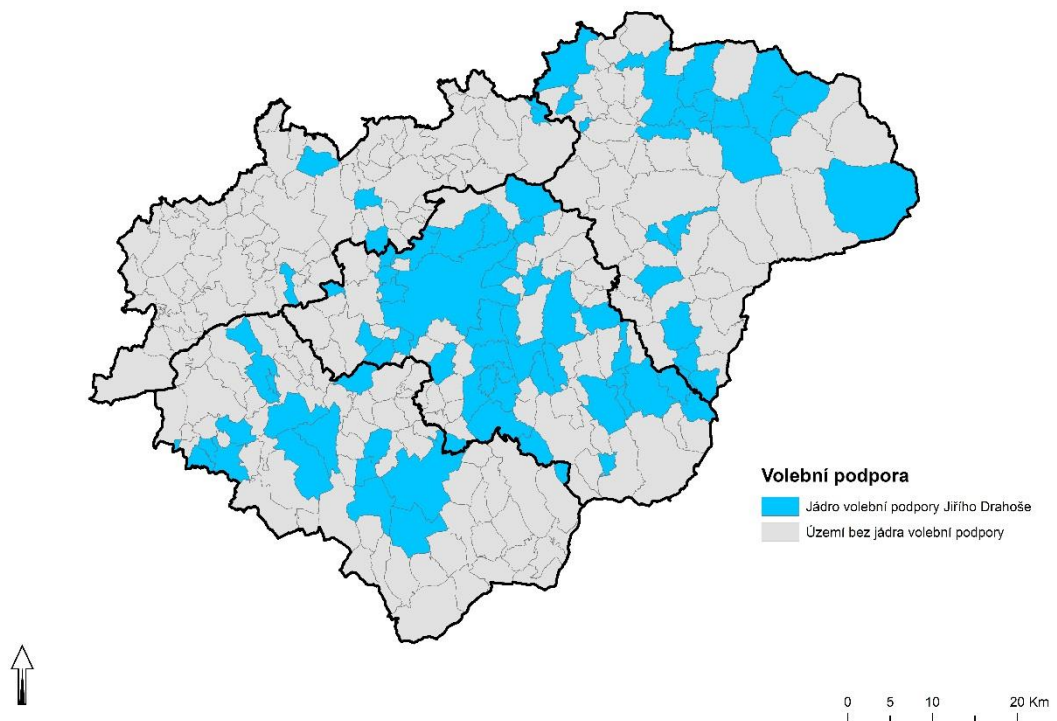 Volební podpora
Jádro volební podpory Jiřího Drahoše
Území bez jádra volební podpory
0 5 10 20 Km